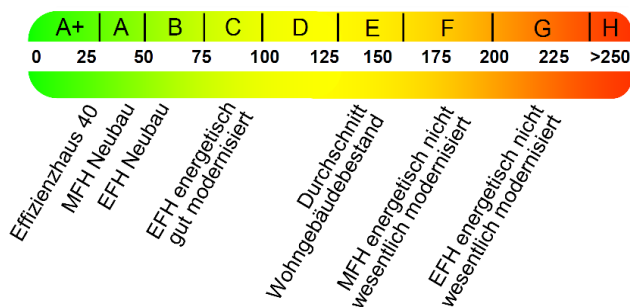 A+ A B C D E F G H
0 25 50 75 100 125 150 175 200 225 >250
Effizienzhaus 40
MFH Neubau
EFH Neubau
EFH energetisch
gut modernisiert
Durchschnitt
Wohngebäudebestand
MFH energetisch nicht
wesentlich modernisiert
EFH energetisch nicht
wesentlich modernisiert